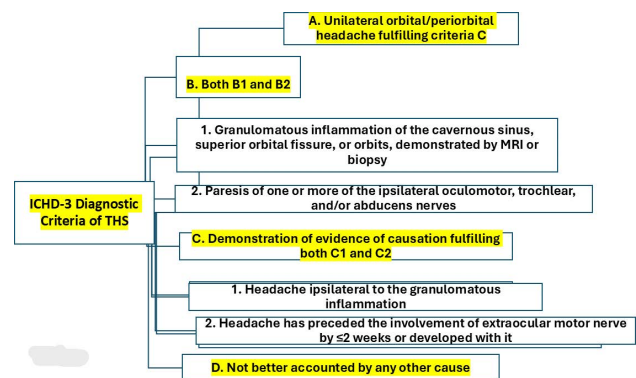 A. Unilateral orbital/periorbital
headache fulfilling criteria C
B. Both B1 and B2
1. Granulomatous inflammation of the cavernous sinus,
superior orbital fissure, or orbits, demonstrated by MRI or
biopsy
ICHD-3 Diagnostic
Criteria of THS
2. Paresis of one or more of the ipsilateral oculomotor, trochlear,
and/or abducens nerves
C. Demonstration of evidence of causation fulfilling
both C1 and C2
1. Headache ipsilateral to the granulomatous
inflammation
2. Headache has preceded the involvement of extraocular motor nerve
by ≤2 weeks or developed with it
D. Not better accounted by any other cause